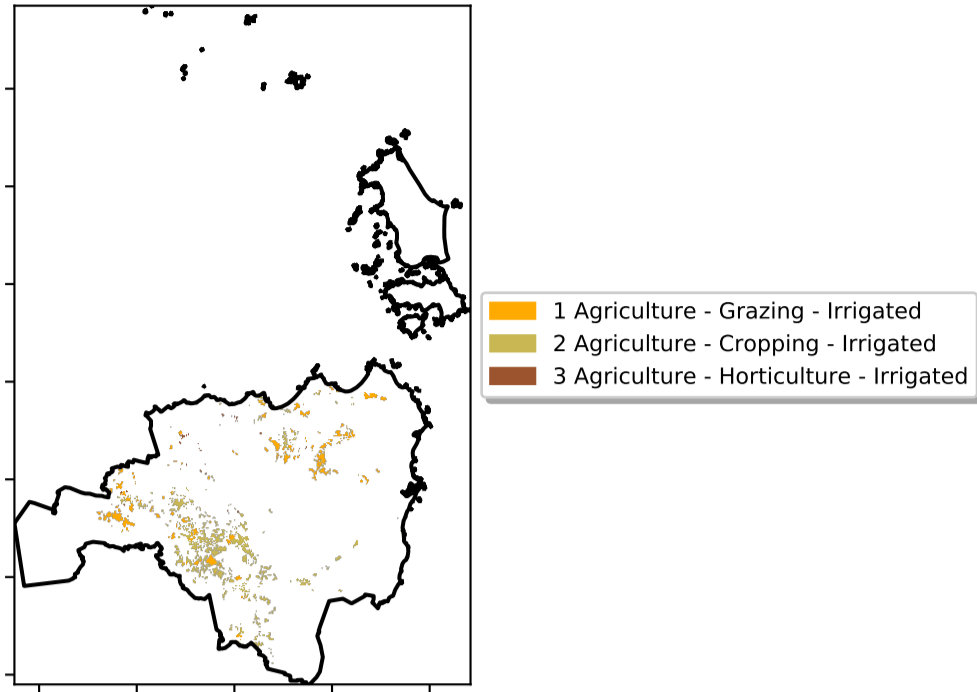 1 Agriculture - Grazing - Irrigated
2 Agriculture - Cropping - Irrigated
3 Agriculture - Horticulture - Irrigated